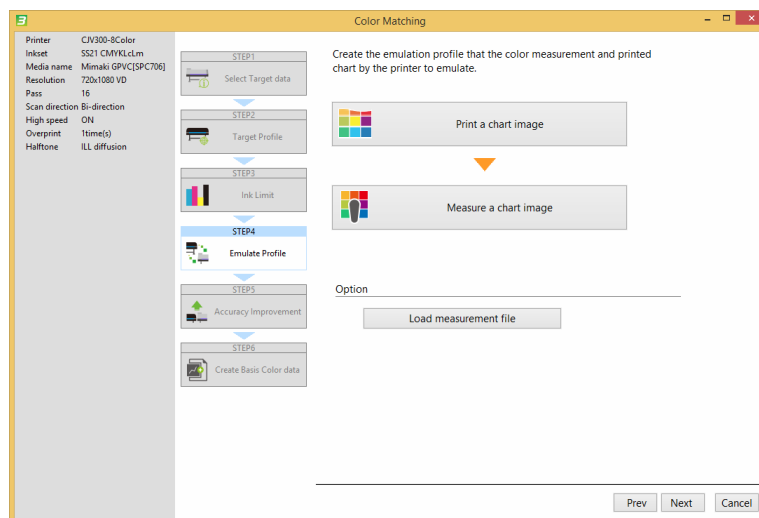 Color Matching
Printer CJV300-8Color
Inkset SS21 CMYKLcLm
Media name Mimaki GPVC[SPC706]
Resolution 720x1080 VD
Pass 16
Scan direction Bi-direction
High speed ON
Overprint 1time(s)
Halftone ILL diffusion
STEP1
Select Target data
STEP2
Target Profile
STEP3
Ink Limit
STEP4
Emulate Profile
STEP5
Accuracy Improvement
STEP6
Create Basis Color data
Create the emulation profile that the color measurement and printed
chart by the printer to emulate.
Print a chart image
Measure a chart image
Option
Load measurement file
Prev Next Cancel